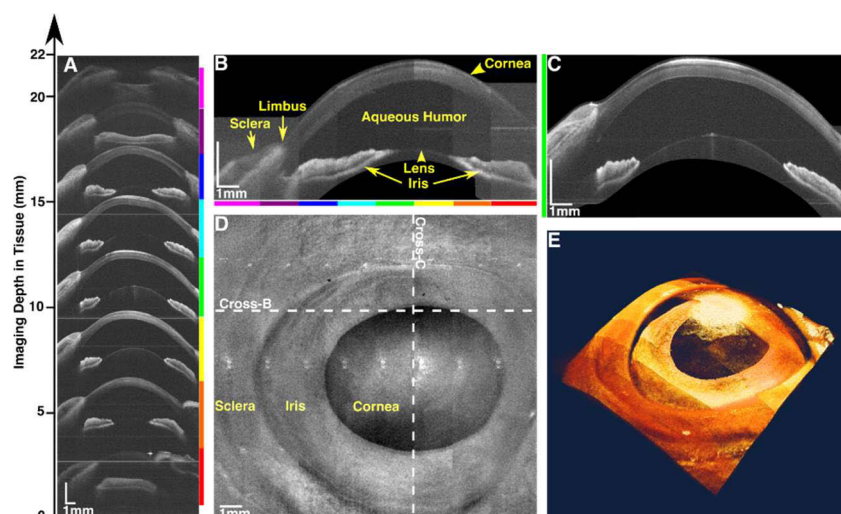 22
20
15
10
5
0
Imaging Depth in Tissue (mm)
A
1mm
B
Cornea
Limbus
Sclera
Aqueous Humor
Lens
Iris
1mm
C
1mm
D
Cross-C
Cross-B
Sclera
Iris
Cornea
1mm
E